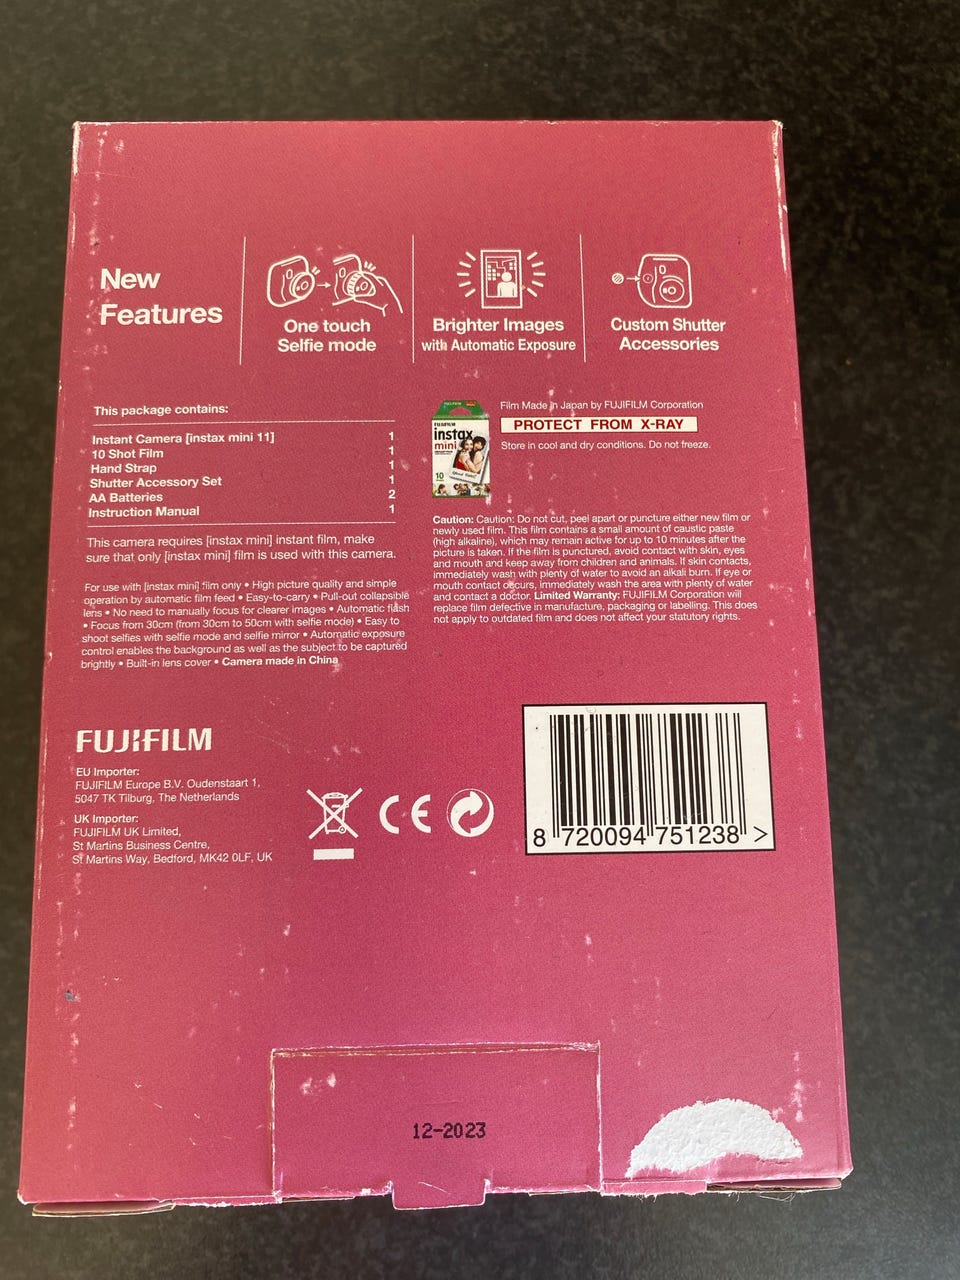 New
Features
One touch
Selfie mode
Brighter Images
with Automatic Exposure
Custom Shutter
Accessories
This package contains:
Instant Camera [instax mini 11] 1
10 Shot Film 1
Hand Strap 1
Shutter Accessory Set 1
AA Batteries 2
Instruction Manual 1
This camera requires [instax mini] instant film, make
sure that only [instax mini] film is used with this camera.
For use with [instax mini] film only • High picture quality and simple
operation by automatic film feed • Easy-to-carry • Pull-out collapsible
lens • No need to manually focus for clearer images • Automatic flash
• Focus from 30cm (from 30cm to 50cm with selfie mode) • Easy to
shoot selfies with selfie mode and selfie mirror • Automatic exposure
control enables the background as well as the subject to be captured
brightly • Built-in lens cover • Camera made in China
FUJIFILM
instax
mini
10
Film Made in Japan by FUJIFILM Corporation
PROTECT FROM X-RAY
Store in cool and dry conditions. Do not freeze.
Caution: Caution: Do not cut, peel apart or puncture either new film or
newly used film. This film contains a small amount of caustic paste
(high alkaline), which may remain active for up to 10 minutes after the
picture is taken. If the film is punctured, avoid contact with skin, eyes
and mouth and keep away from children and animals. If skin contacts,
immediately wash with plenty of water to avoid an alkali burn. If eye or
mouth contact occurs, immediately wash the area with plenty of water
and contact a doctor. Limited Warranty: FUJIFILM Corporation will
replace film defective in manufacture, packaging or labelling. This does
not apply to outdated film and does not affect your statutory rights.
FUJIFILM
EU Importer:
FUJIFILM Europe B.V. Oudenstaart 1,
5047 TK Tilburg, The Netherlands
UK Importer:
FUJIFILM UK Limited,
St Martins Business Centre,
St Martins Way, Bedford, MK42 0LF, UK
CE
8 720094 751238 >
12-2023